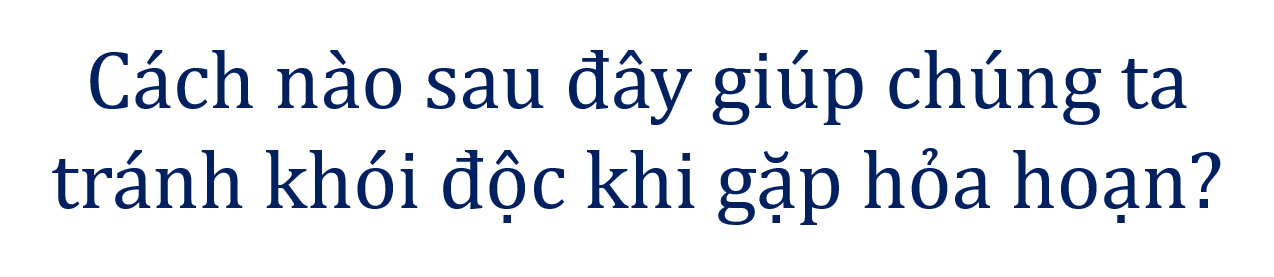 Cách nào sau đây giúp chúng ta
tránh khói độc khi gặp hỏa hoạn?